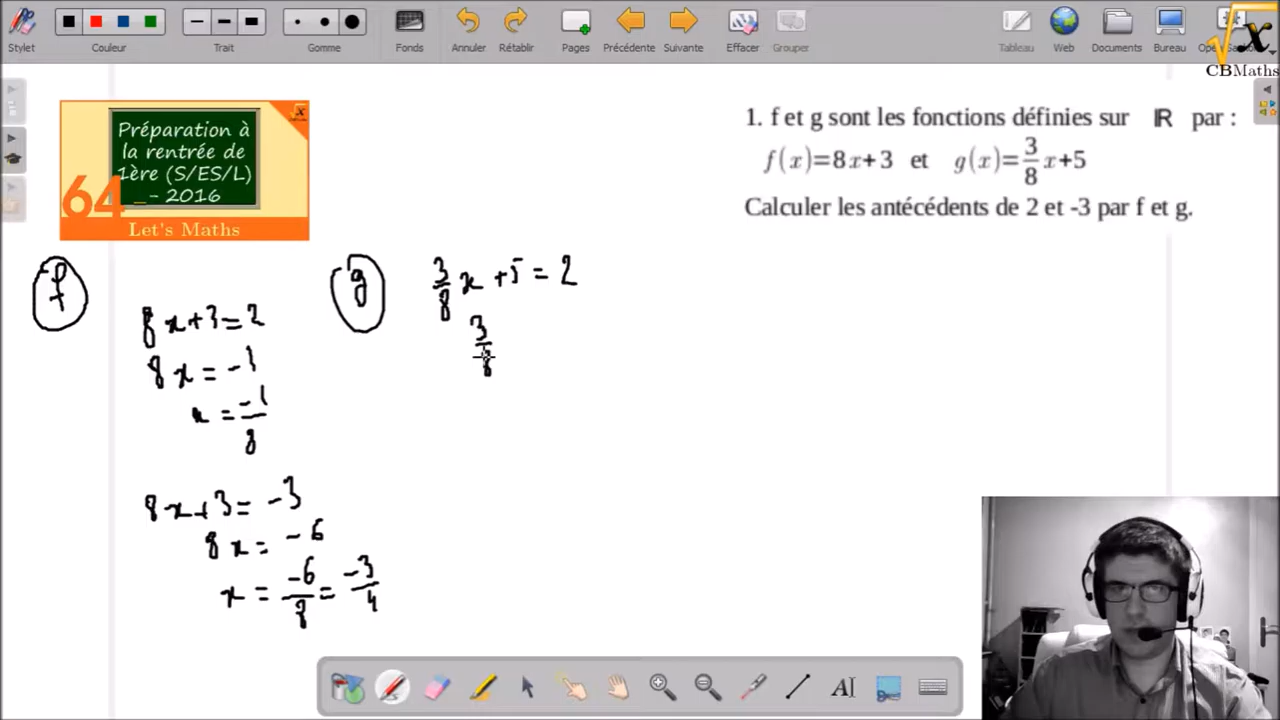 Stylet Couleur Trait Gomme Fonds Annuler Rétablir Pages Précédente Suivante Effacer Grouper Tableau Web Documents Bureau
CBMaths
Préparation à
la rentrée de
1ère (S/ES/L)
- 2016
64
Let's Maths
1. f et g sont les fonctions définies sur ℝ par :
f(x)=8x+3 et g(x)=3/8 x+5
Calculer les antécédents de 2 et -3 par f et g.
f
8x+3=2
8x=-1
x=-1/8
8x+3=-3
8x=-6
x=-6/8=-3/4
g
3/8 x+5=2
3/8
AI